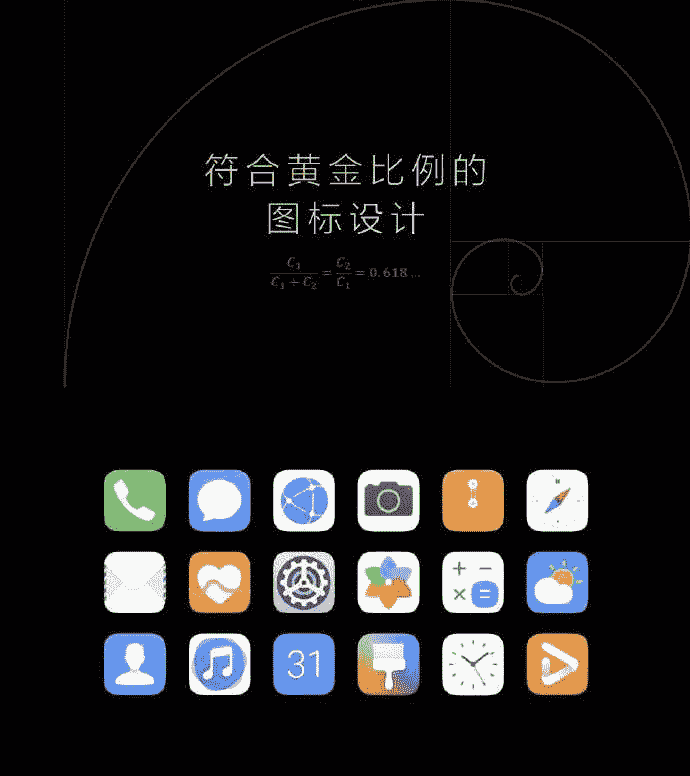 符合黄金比例的
图标设计
C₁/(C₁ + C₂) = C₂/C₁ = 0.618...
N
+ −
× =
31